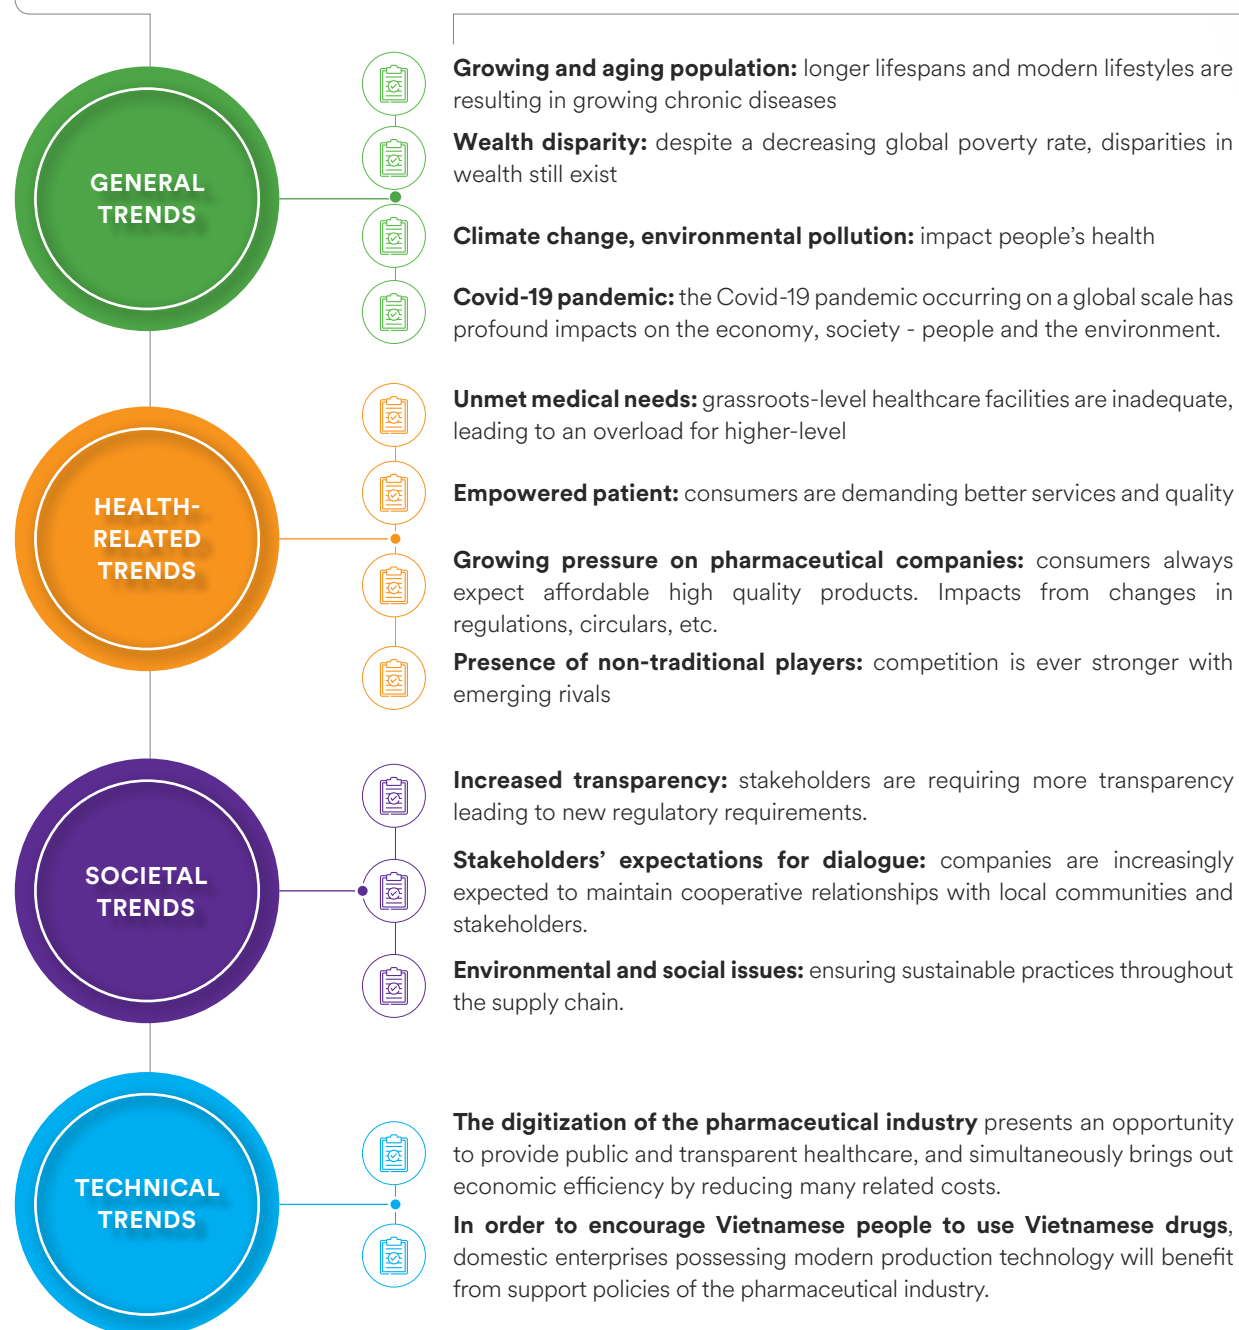 GENERAL
TRENDS
Growing and aging population: longer lifespans and modern lifestyles are
resulting in growing chronic diseases
Wealth disparity: despite a decreasing global poverty rate, disparities in
wealth still exist
Climate change, environmental pollution: impact people's health
Covid-19 pandemic: the Covid-19 pandemic occurring on a global scale has
profound impacts on the economy, society - people and the environment.
HEALTH-
RELATED
TRENDS
Unmet medical needs: grassroots-level healthcare facilities are inadequate,
leading to an overload for higher-level
Empowered patient: consumers are demanding better services and quality
Growing pressure on pharmaceutical companies: consumers always
expect affordable high quality products. Impacts from changes in
regulations, circulars, etc.
Presence of non-traditional players: competition is ever stronger with
emerging rivals
SOCIETAL
TRENDS
Increased transparency: stakeholders are requiring more transparency
leading to new regulatory requirements.
Stakeholders' expectations for dialogue: companies are increasingly
expected to maintain cooperative relationships with local communities and
stakeholders.
Environmental and social issues: ensuring sustainable practices throughout
the supply chain.
TECHNICAL
TRENDS
The digitization of the pharmaceutical industry presents an opportunity
to provide public and transparent healthcare, and simultaneously brings out
economic efficiency by reducing many related costs.
In order to encourage Vietnamese people to use Vietnamese drugs,
domestic enterprises possessing modern production technology will benefit
from support policies of the pharmaceutical industry.